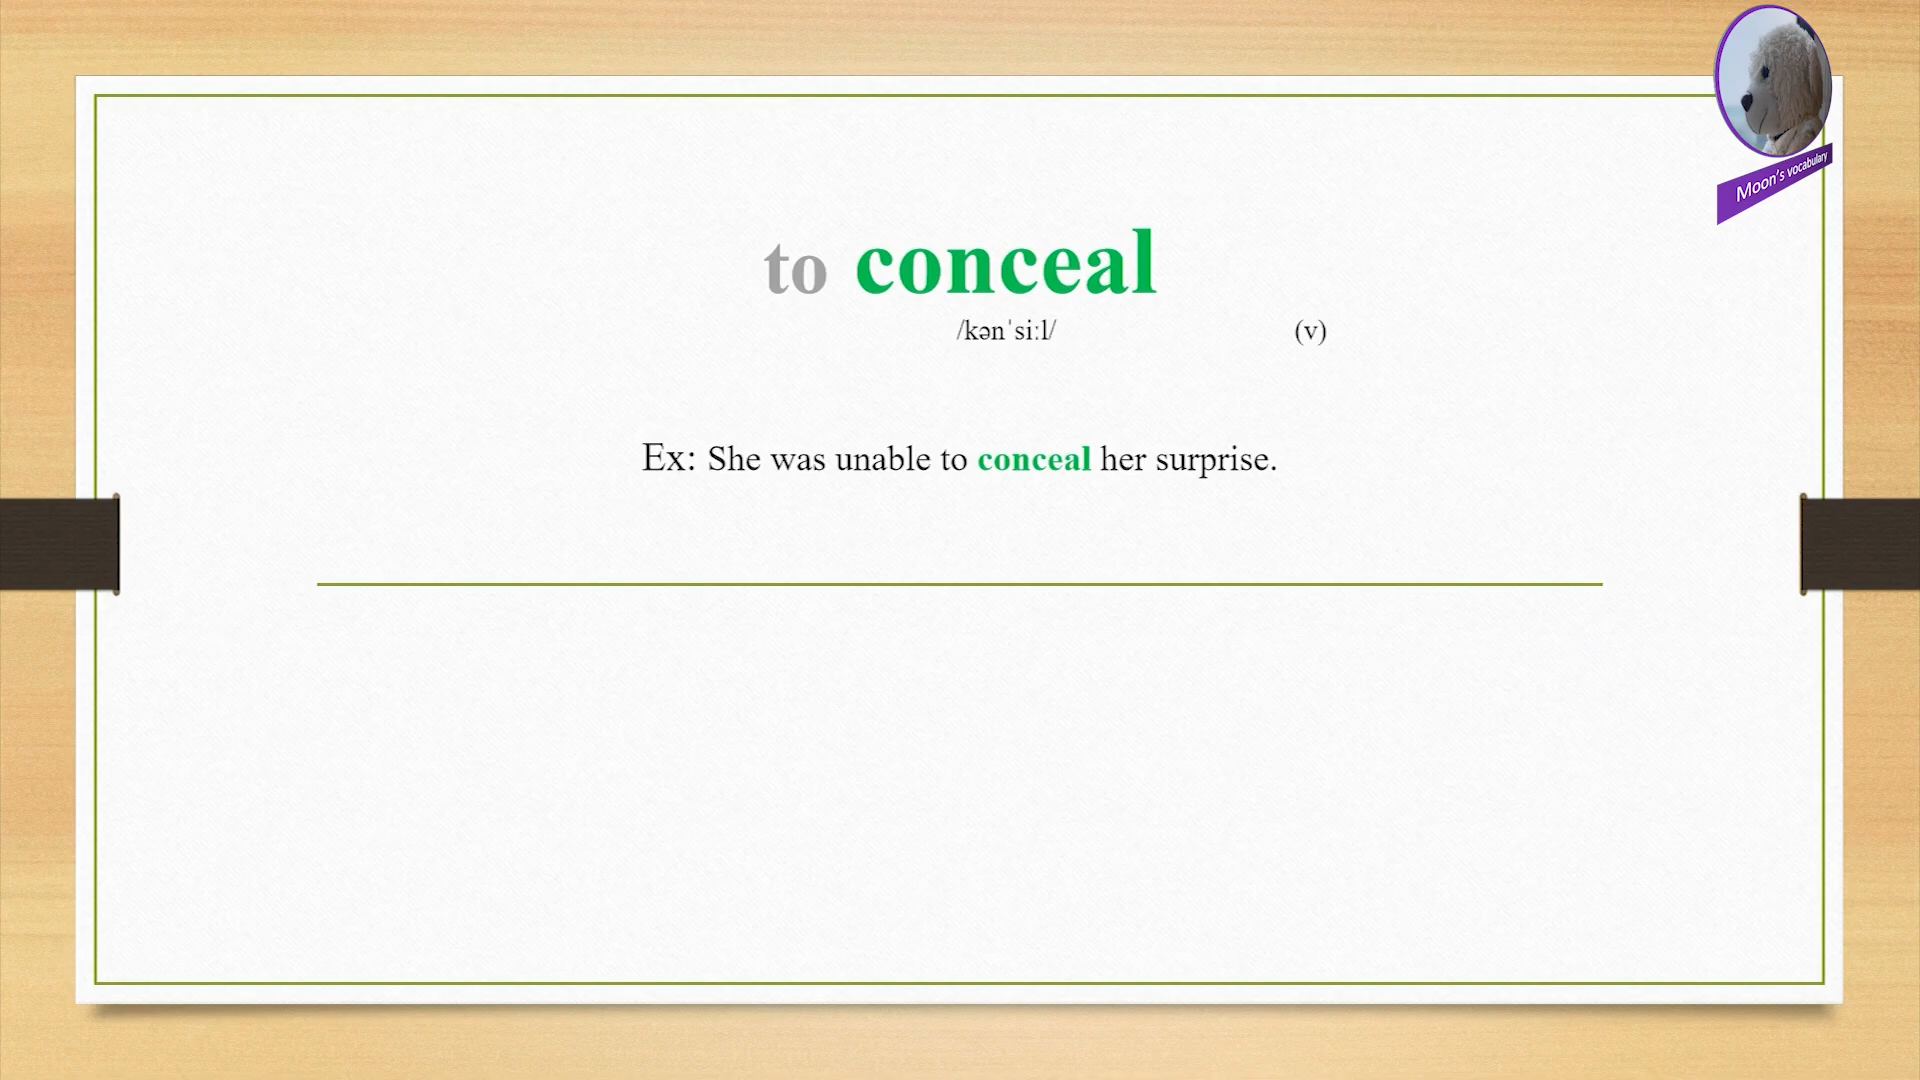 Moon's vocabulary
to conceal
/kənˈsiːl/ (v)
Ex: She was unable to conceal her surprise.